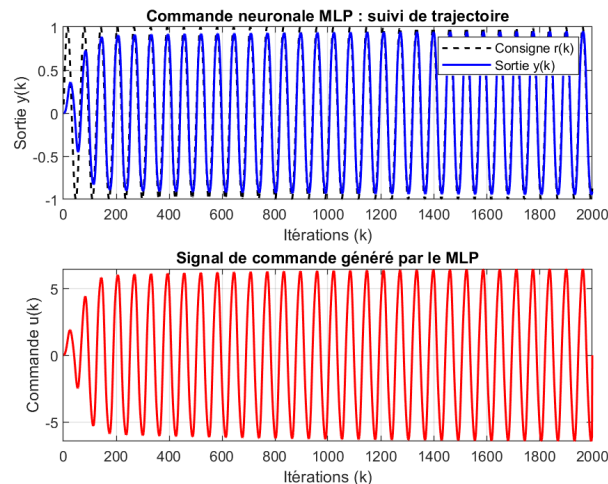 Commande neuronale MLP : suivi de trajectoire
1
0.5
0
-0.5
-1
Sortie y(k)
Consigne r(k)
Sortie y(k)
0 200 400 600 800 1000 1200 1400 1600 1800 2000
Itérations (k)
Signal de commande généré par le MLP
5
0
-5
Commande u(k)
0 200 400 600 800 1000 1200 1400 1600 1800 2000
Itérations (k)